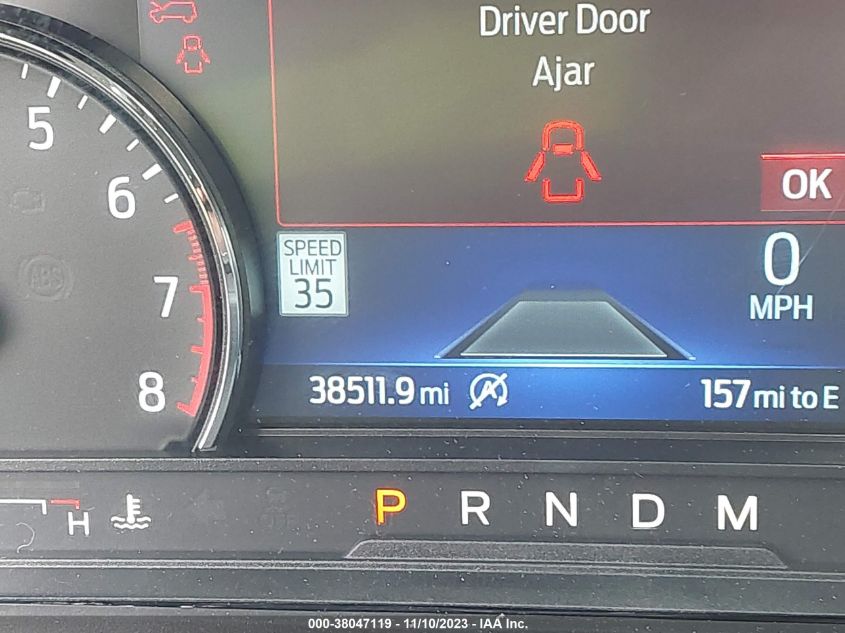 Driver Door
Ajar
OK
5
6
7
8
ABS
SPEED
LIMIT
35
0
MPH
38511.9 mi
A
157 mi to E
H
P R N D M
000-38047119 - 11/10/2023 - IAA Inc.